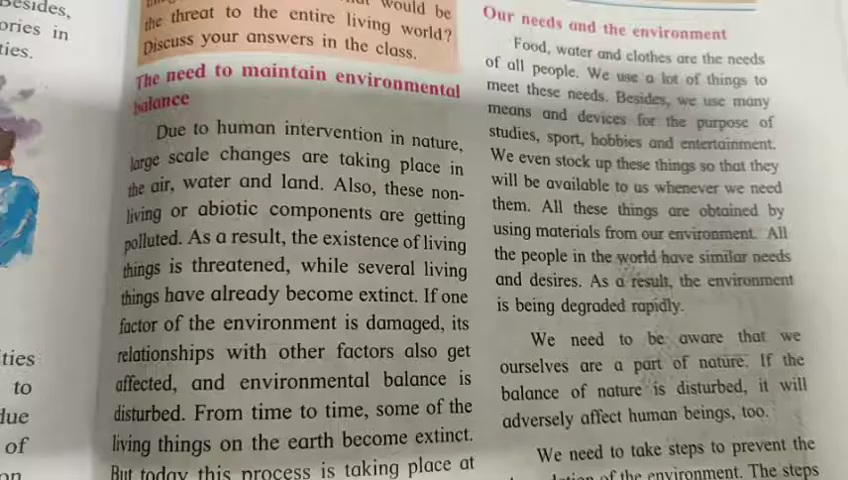 Besides,
ories in
ties.
ties
to
due
of
on
would be
the threat to the entire living world?
Discuss your answers in the class.
The need to maintain environmental
balance
Due to human intervention in nature,
large scale changes are taking place in
the air, water and land. Also, these non-
living or abiotic components are getting
polluted. As a result, the existence of living
things is threatened, while several living
things have already become extinct. If one
factor of the environment is damaged, its
relationships with other factors also get
affected, and environmental balance is
disturbed. From time to time, some of the
living things on the earth become extinct.
But today this process is taking place at
Our needs and the environment
Food, water and clothes are the needs
of all people. We use a lot of things to
meet these needs. Besides, we use many
means and devices for the purpose of
studies, sport, hobbies and entertainment.
We even stock up these things so that they
will be available to us whenever we need
them. All these things are obtained by
using materials from our environment. All
the people in the world have similar needs
and desires. As a result, the environment
is being degraded rapidly.
We need to be aware that we
ourselves are a part of nature. If the
balance of nature is disturbed, it will
adversely affect human beings, too.
We need to take steps to prevent the
of the environment. The steps